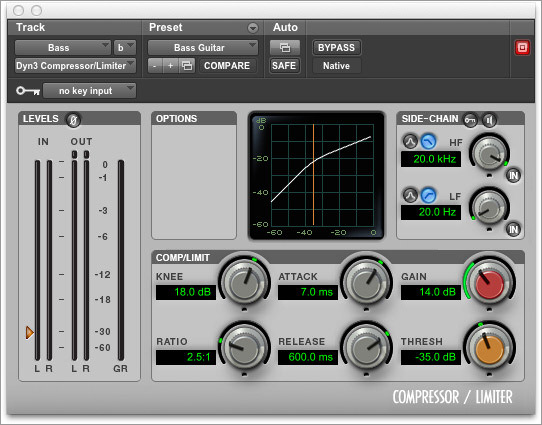 Track Preset Auto
Bass b Bass Guitar BYPASS
Dyn3 Compressor/Limiter - + COMPARE SAFE Native
no key input
LEVELS Ø OPTIONS SIDE-CHAIN
IN OUT
0
-1
-3
-6
-12
-18
-30
-60
L R L R GR
dB
0
-20
-40
-60
-60 -40 -20 0
HF
20.0 kHz
IN
LF
20.0 Hz
IN
COMP/LIMIT
KNEE ATTACK GAIN
18.0 dB 7.0 ms 14.0 dB
RATIO RELEASE THRESH
2.5:1 600.0 ms -35.0 dB
COMPRESSOR / LIMITER